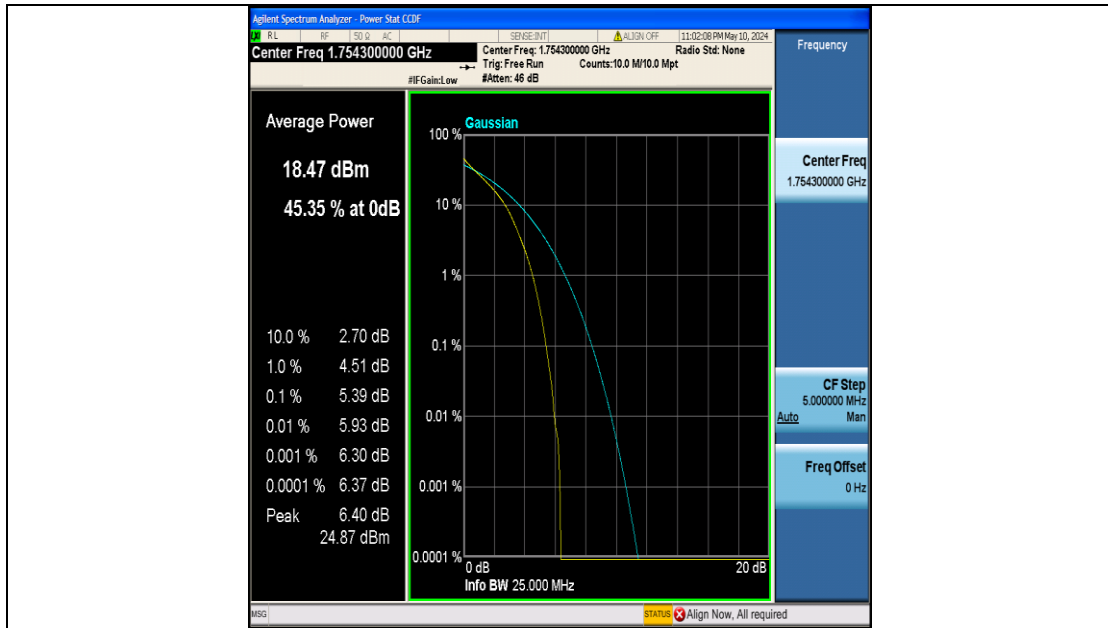 Agilent Spectrum Analyzer - Power Stat CCDF
RL RF 50 Ω AC SENSE:INT ALIGN OFF 11:02:08 PM May 10, 2024
Center Freq 1.754300000 GHz
Center Freq: 1.754300000 GHz Radio Std: None
Trig: Free Run Counts:10.0 M/10.0 Mpt
#IFGain:Low #Atten: 46 dB
Frequency
Average Power
18.47 dBm
45.35 % at 0dB
10.0 % 2.70 dB
1.0 % 4.51 dB
0.1 % 5.39 dB
0.01 % 5.93 dB
0.001 % 6.30 dB
0.0001 % 6.37 dB
Peak 6.40 dB
24.87 dBm
Gaussian
100 %
10 %
1 %
0.1 %
0.01 %
0.001 %
0.0001 %
0 dB 20 dB
Info BW 25.000 MHz
Center Freq
1.754300000 GHz
CF Step
5.000000 MHz
Auto Man
Freq Offset
0 Hz
MSG STATUS Align Now, All required